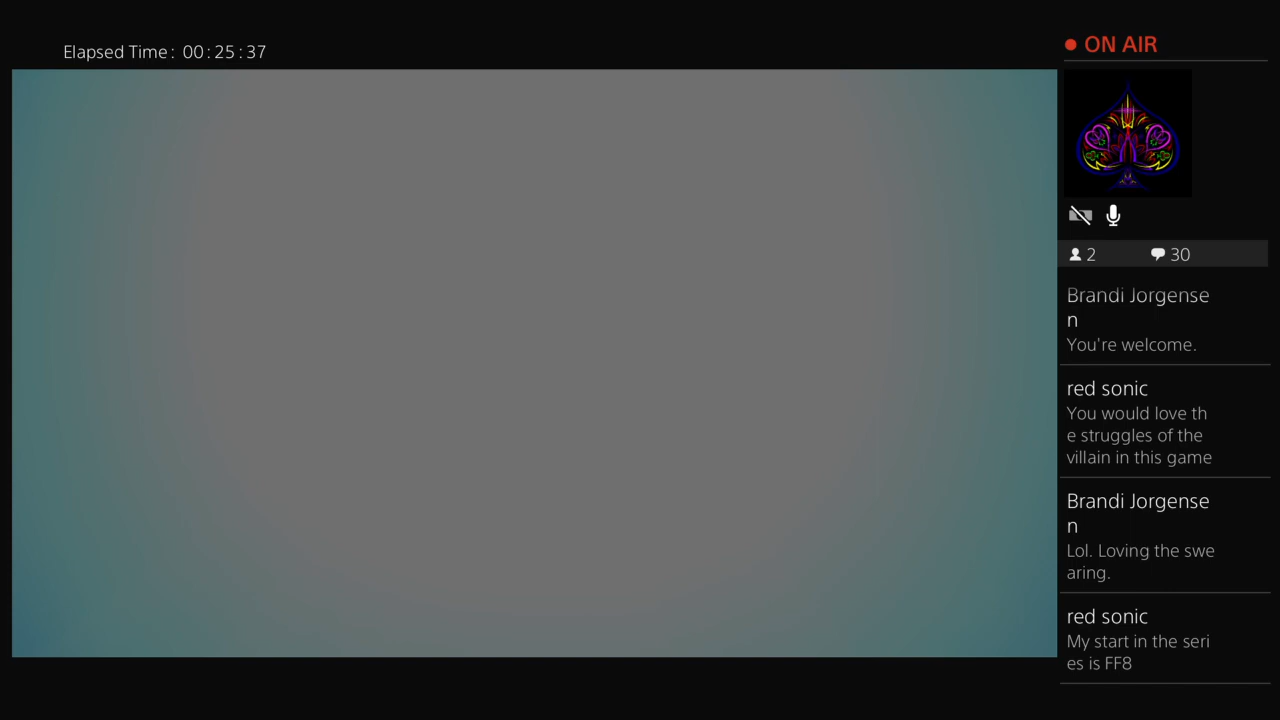 Elapsed Time: 00:25:37
ON AIR
2 30
Brandi Jorgense
n
You're welcome.
red sonic
You would love th
e struggles of the
villain in this game
Brandi Jorgense
n
Lol. Loving the swe
aring.
red sonic
My start in the seri
es is FF8